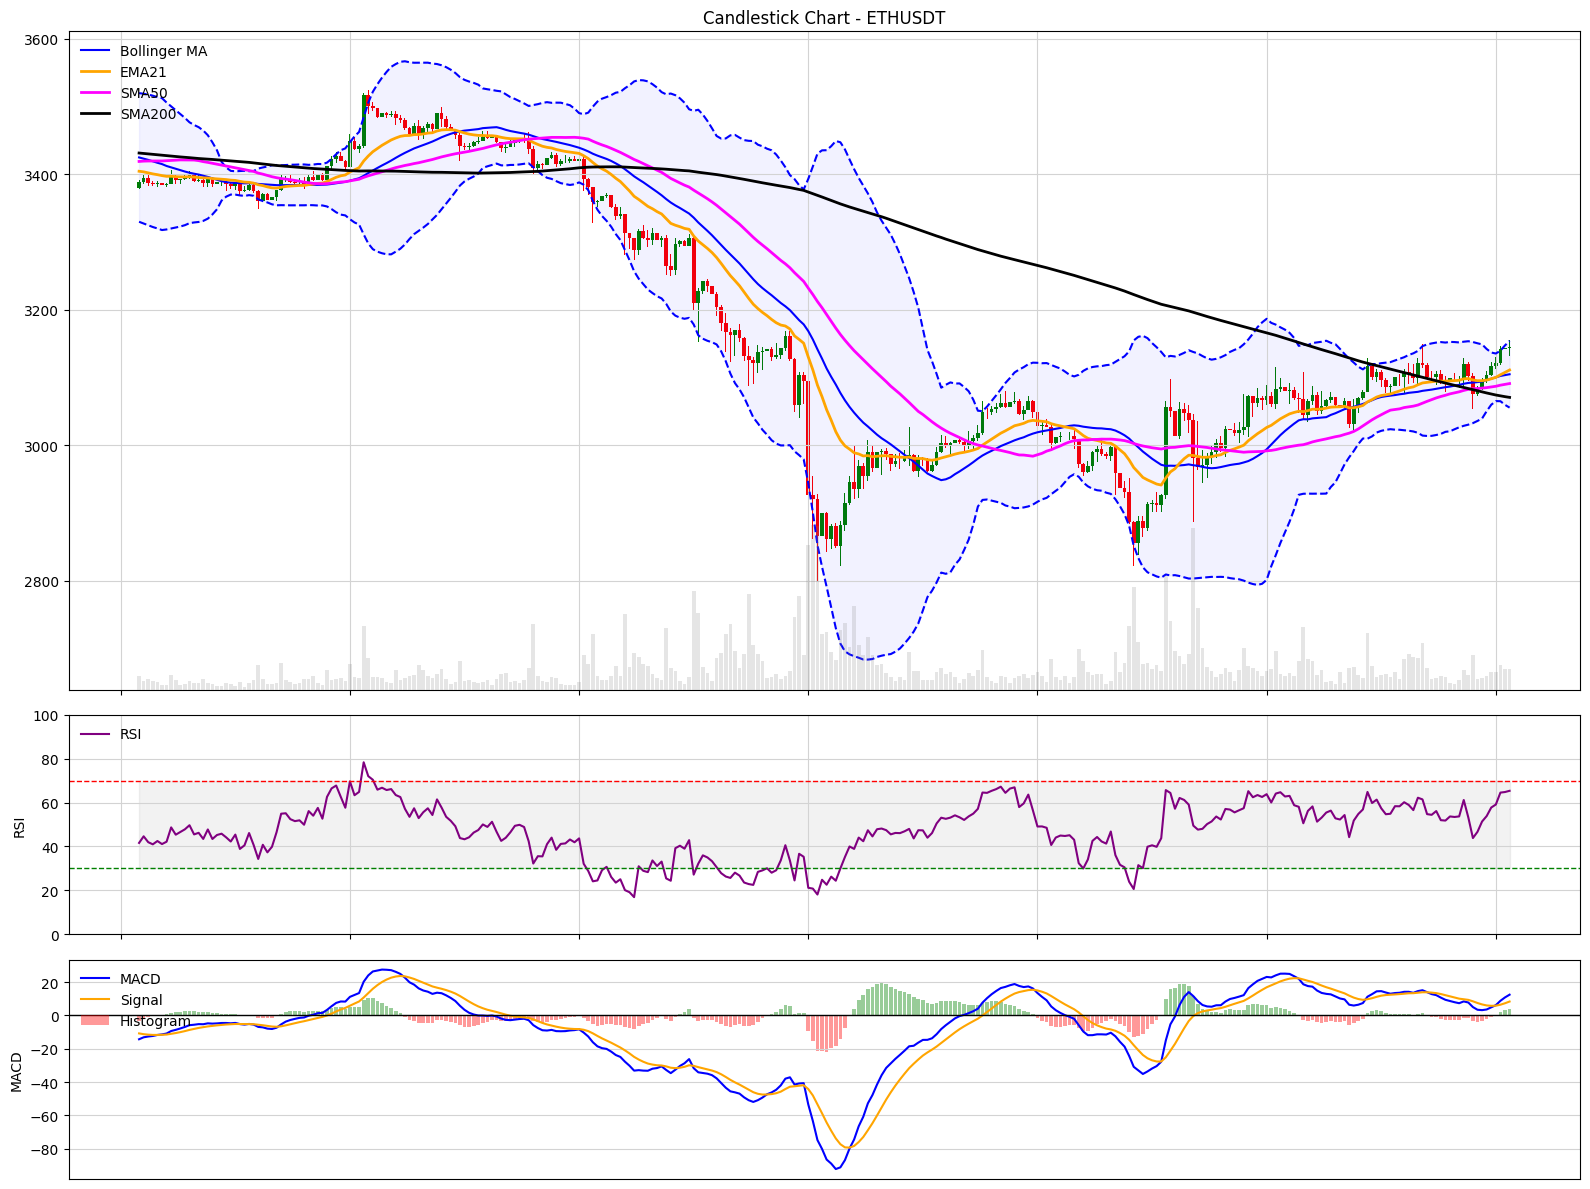 Candlestick Chart - ETHUSDT
3600
3400
3200
3000
2800
Bollinger MA
EMA21
SMA50
SMA200
100
80
60
40
20
0
RSI
RSI
20
0
−20
−40
−60
−80
MACD
MACD
Signal
Histogram